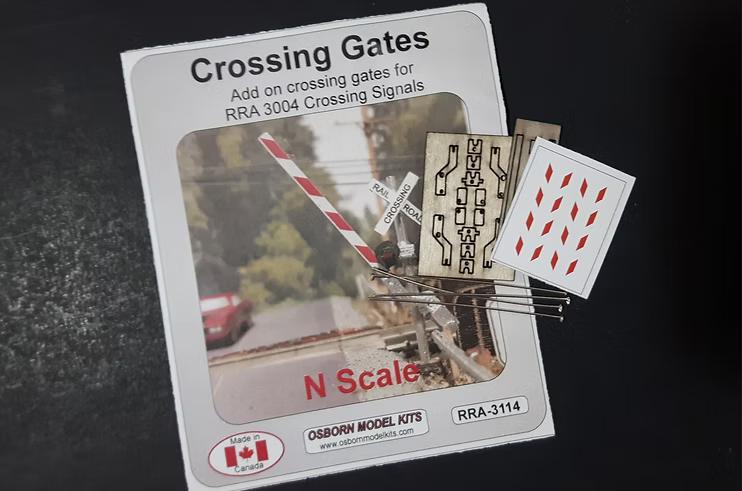 Crossing Gates
Add on crossing gates for
RRA 3004 Crossing Signals
RAIL
CROSSING
ROAD
N Scale
Made in
Canada
OSBORN MODEL KITS
www.osbornmodelkits.com
RRA-3114